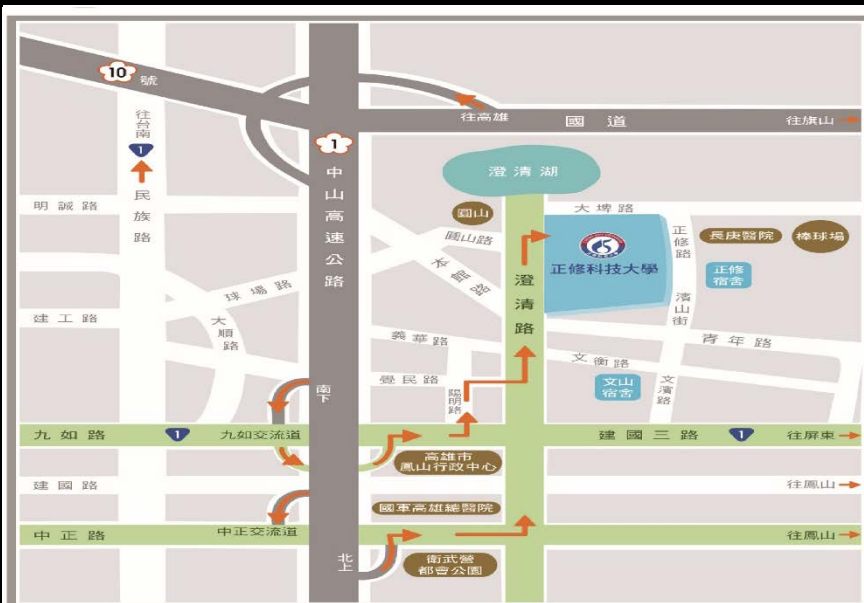 10 號
往高雄
國道
往旗山
往台南
1
1
中山高速公路
澄清湖
民族路
明誠路
圓山
圓山路
大埤路
正修路
長庚醫院
棒球場
正修科技大學
正修
宿舍
本館路
澄清路
球場路
濱山街
建工路
大順路
義華路
青年路
文衡路
覺民路
陽明路
文山
宿舍
文濱路
南下
九如路
1
九如交流道
建國三路
1
往屏東
高雄市
鳳山行政中心
建國路
往鳳山
國軍高雄總醫院
中正路
中正交流道
往鳳山
北上
衛武營
都會公園